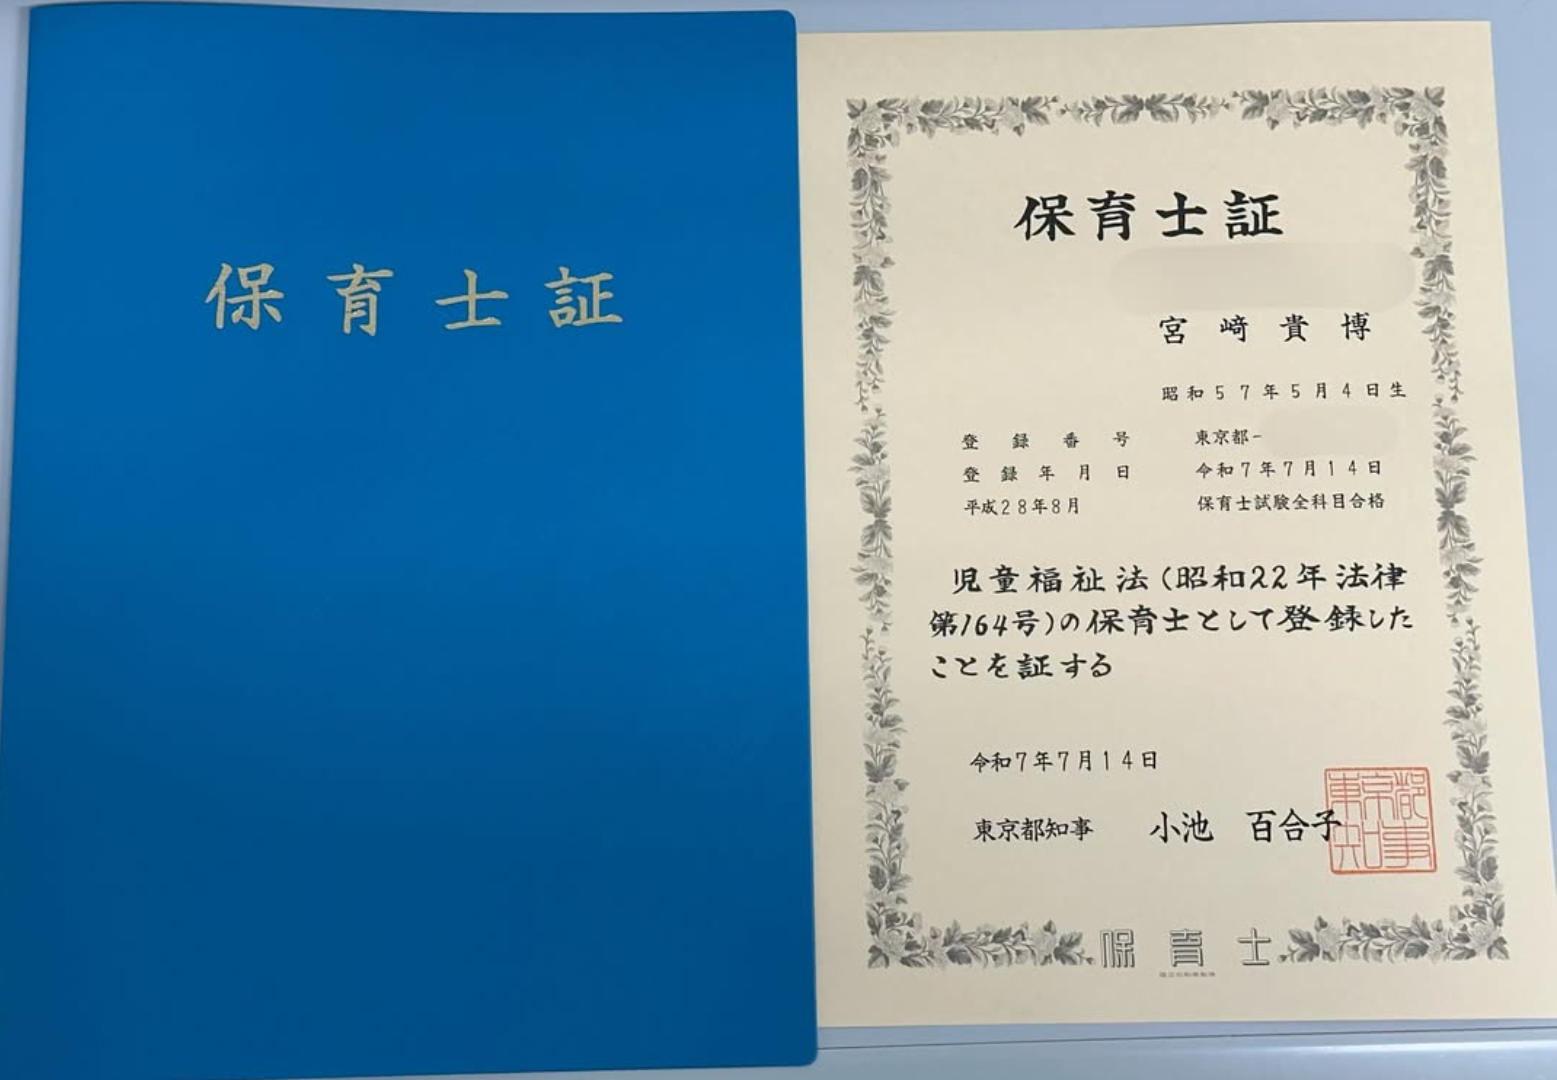 保育士証
保育士証
宮﨑貴博
昭和57年5月4日生
登録番号 東京都-
登録年月日 令和7年7月14日
平成28年8月 保育士試験全科目合格
児童福祉法(昭和22年法律
第164号)の保育士として登録した
ことを証する
令和7年7月14日
東京都知事 小池 百合子
東京都知事
保育士